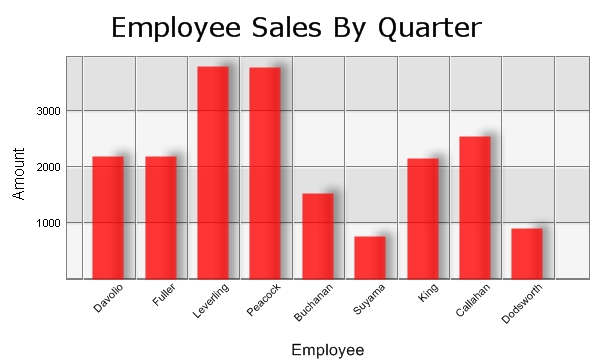 Employee Sales By Quarter
Amount
3000
2000
1000
Davolio
Fuller
Leverling
Peacock
Buchanan
Suyama
King
Callahan
Dodsworth
Employee